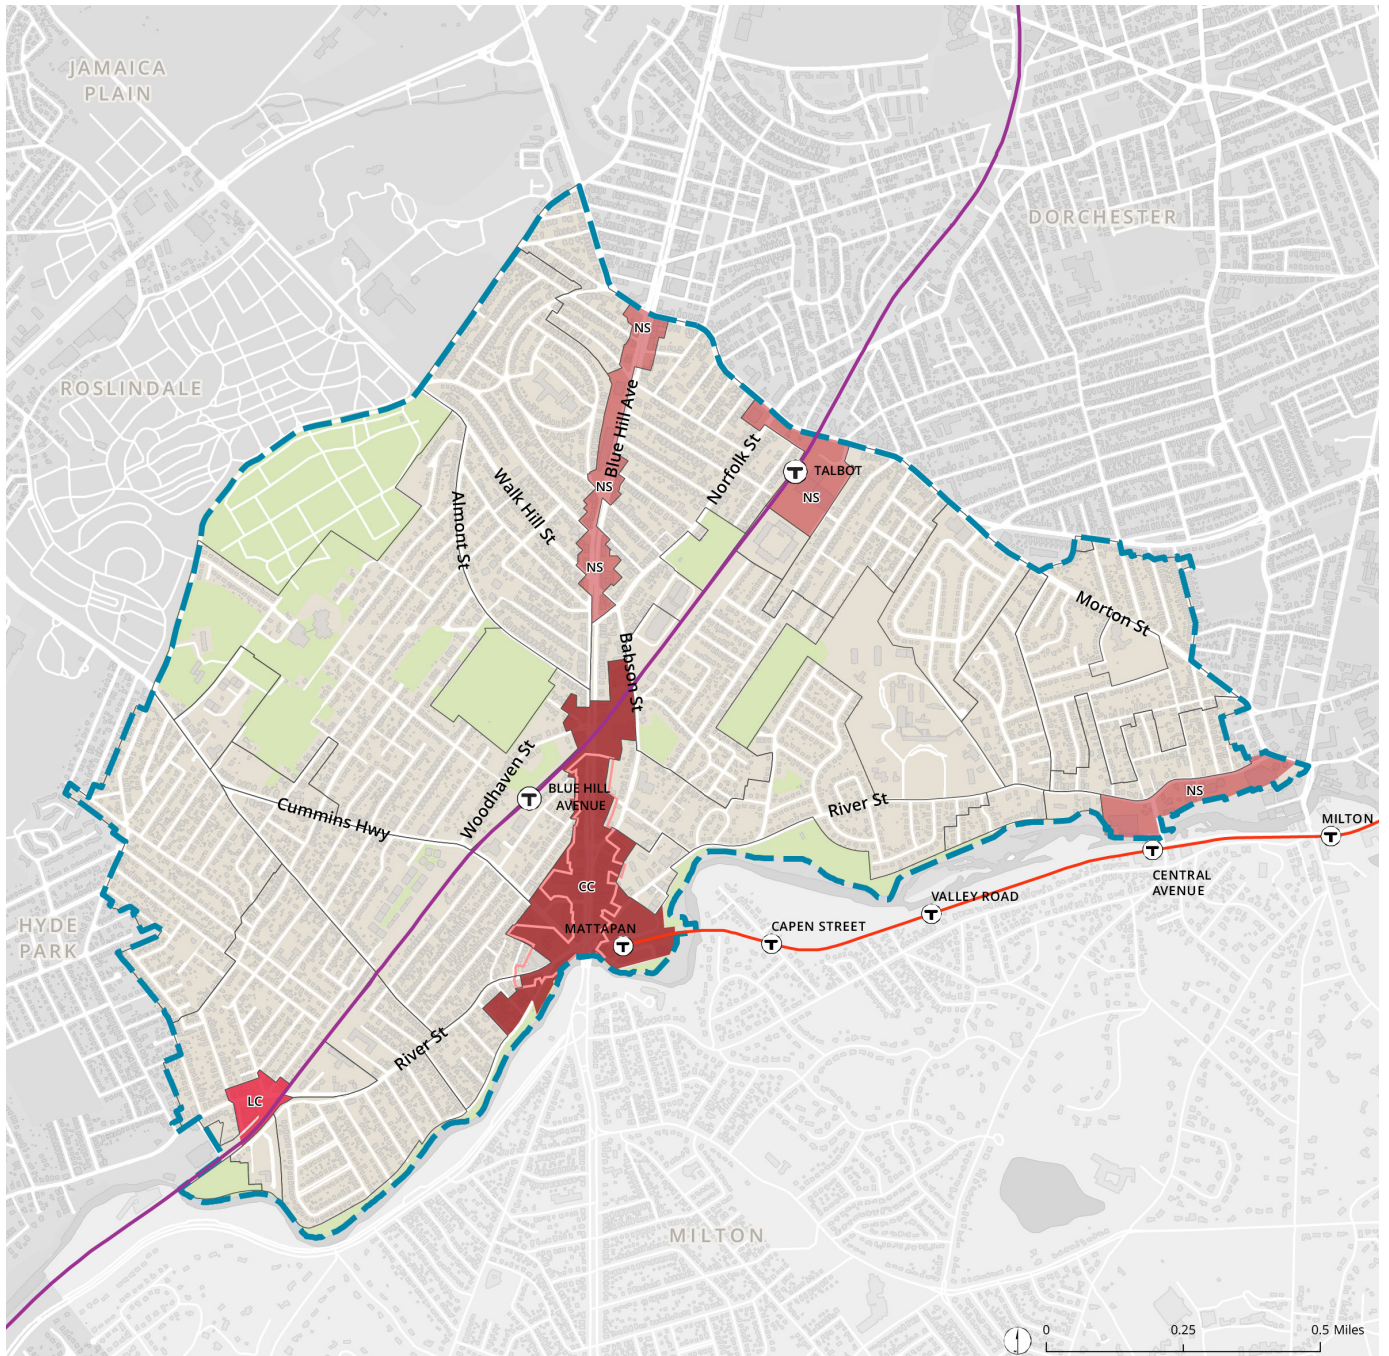 JAMAICA
PLAIN
DORCHESTER
NS
ROSLINDALE
Blue Hill Ave
Norfolk St
TALBOT
NS
NS
Walk Hill St
Almont St
NS
Morton St
Babson St
Woodhaven St
BLUE HILL
AVENUE
NS
River St
Cummins Hwy
MILTON
CENTRAL
AVENUE
CC
VALLEY ROAD
HYDE
PARK
MATTAPAN
CAPEN STREET
River St
LC
MILTON
0 0.25 0.5 Miles
T
T
T
T
T
T
T